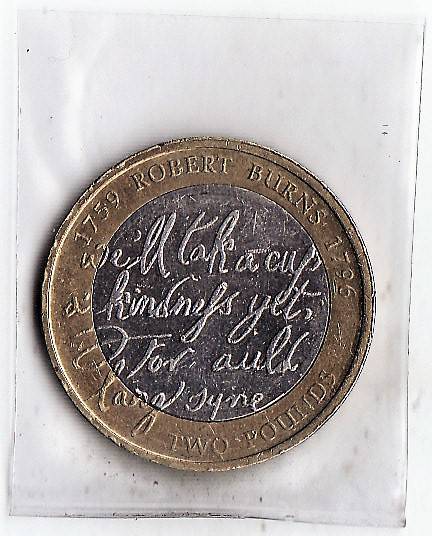 1759 ROBERT BURNS 1796
We'll tak a cup
kindness yet,
for auld
lang syne
TWO POUNDS